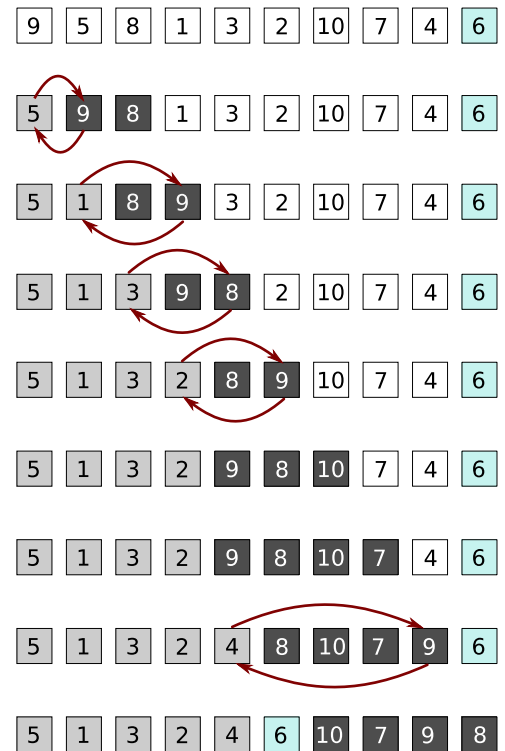 9 5 8 1 3 2 10 7 4 6
5 9 8 1 3 2 10 7 4 6
5 1 8 9 3 2 10 7 4 6
5 1 3 9 8 2 10 7 4 6
5 1 3 2 8 9 10 7 4 6
5 1 3 2 9 8 10 7 4 6
5 1 3 2 9 8 10 7 4 6
5 1 3 2 4 8 10 7 9 6
5 1 3 2 4 6 10 7 9 8